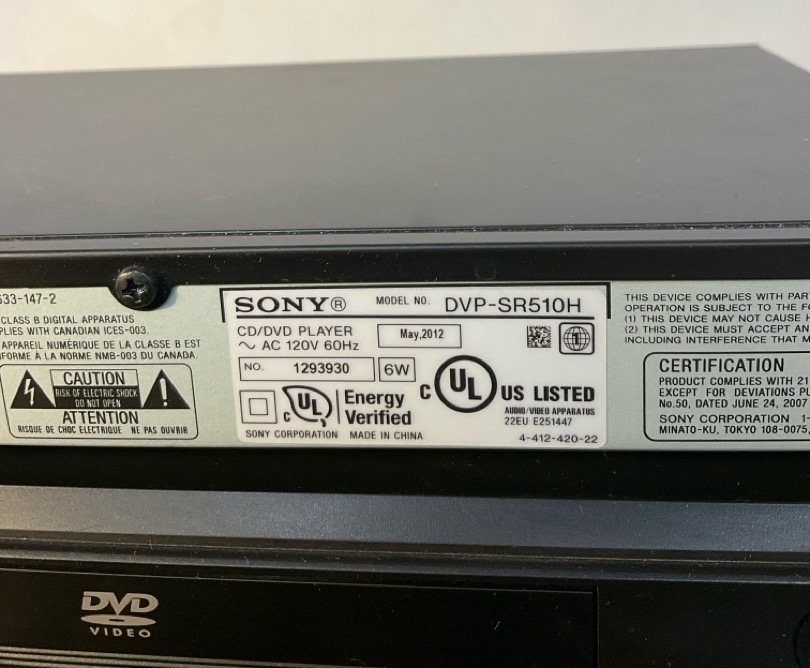 533-147-2
CLASS B DIGITAL APPARATUS
PLIES WITH CANADIAN ICES-003.
APPAREIL NUMÉRIQUE DE LA CLASSE B EST
FORME À LA NORME NMB-003 DU CANADA.
CAUTION
RISK OF ELECTRIC SHOCK
DO NOT OPEN
ATTENTION
RISQUE DE CHOC ELECTRIQUE NE PAS OUVRIR
SONY® MODEL NO. DVP-SR510H
CD/DVD PLAYER
~ AC 120V 60Hz
May,2012
NO. 1293930 6W
C UL Energy Verified
C UL US LISTED
AUDIO/VIDEO APPARATUS
22EU E251447
SONY CORPORATION MADE IN CHINA
4-412-420-22
THIS DEVICE COMPLIES WITH PAR
OPERATION IS SUBJECT TO THE FO
(1) THIS DEVICE MAY NOT CAUSE H
(2) THIS DEVICE MUST ACCEPT AN
INCLUDING INTERFERENCE THAT M
CERTIFICATION
PRODUCT COMPLIES WITH 21
EXCEPT FOR DEVIATIONS PU
No.50, DATED JUNE 24, 2007
SONY CORPORATION 1-
MINATO-KU, TOKYO 108-0075,
DVD
VIDEO